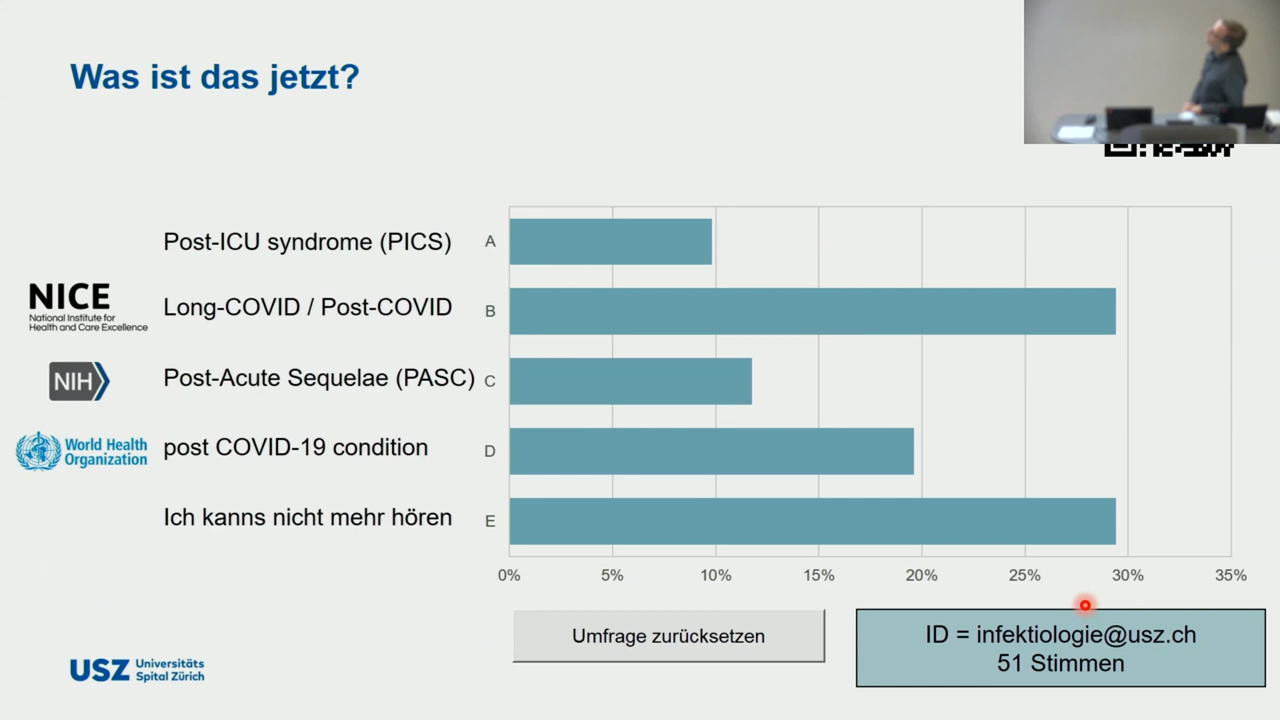 Was ist das jetzt?
Post-ICU syndrome (PICS)
A
NICE
National Institute for
Health and Care Excellence
Long-COVID / Post-COVID
B
NIH
Post-Acute Sequelae (PASC)
C
World Health
Organization
post COVID-19 condition
D
Ich kanns nicht mehr hören
E
0% 5% 10% 15% 20% 25% 30% 35%
Umfrage zurücksetzen
ID = infektiologie@usz.ch
51 Stimmen
USZ Universitäts
Spital Zürich